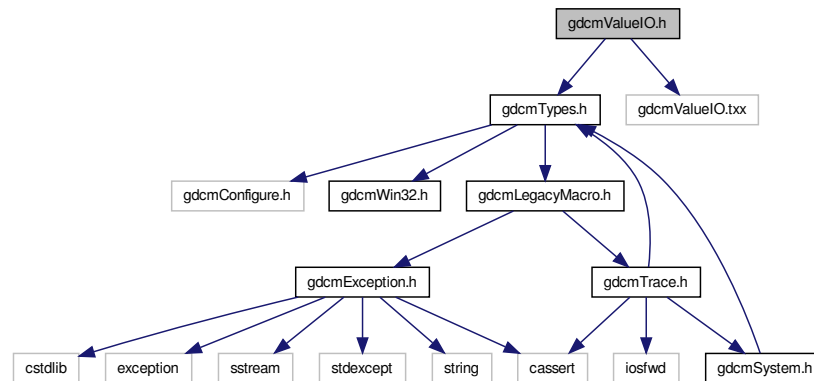 gdcmValueIO.h
gdcmTypes.h
gdcmValueIO.txx
gdcmConfigure.h
gdcmWin32.h
gdcmLegacyMacro.h
gdcmException.h
gdcmTrace.h
cstdlib
exception
sstream
stdexcept
string
cassert
iosfwd
gdcmSystem.h